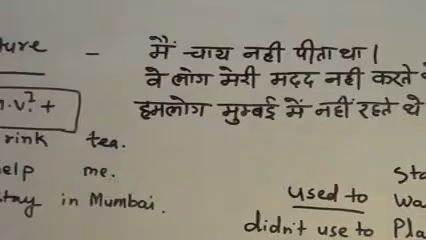 ture - मैं चाय नही पीता था।
वे लोग मेरी मदद नही करते
.v.? +
हमलोग मुम्बई में नहीं रहते थे
rink tea.
elp me.
stay in Mumbai.
used to
didn't use to